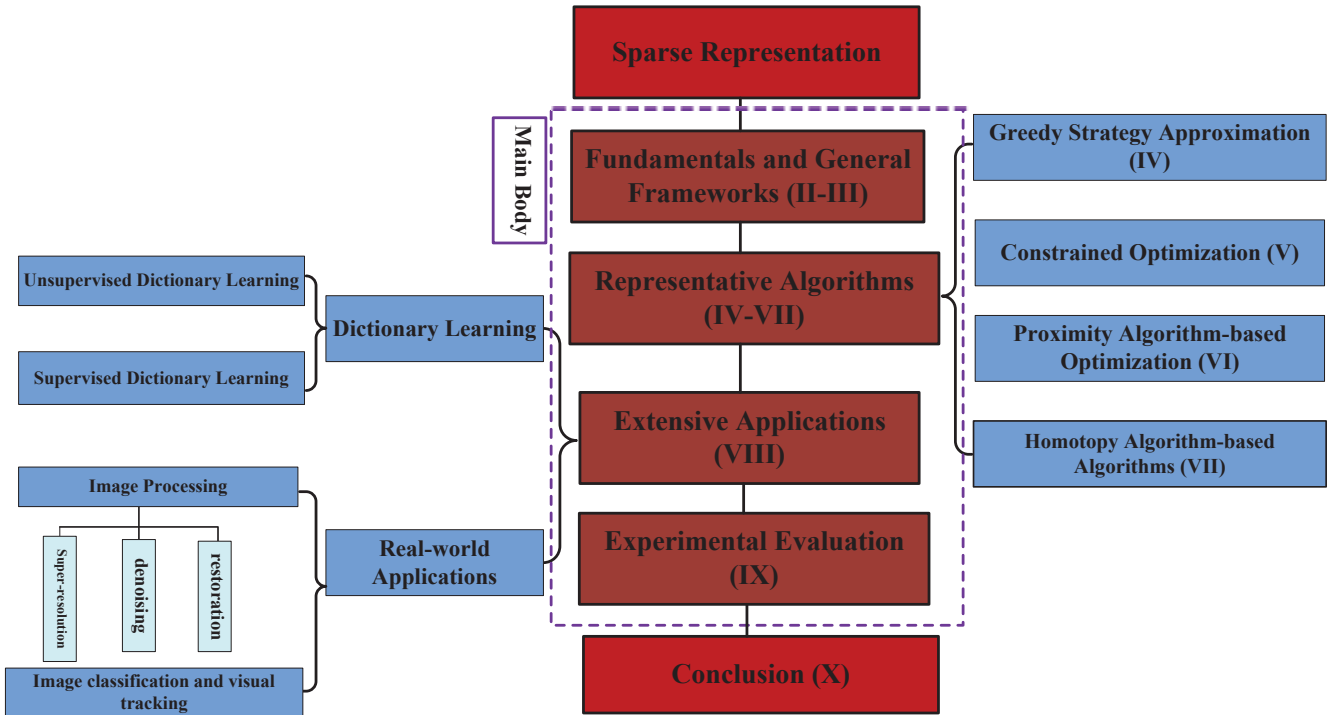 Sparse Representation
Main Body
Fundamentals and General
Frameworks (II-III)
Representative Algorithms
(IV-VII)
Extensive Applications
(VIII)
Experimental Evaluation
(IX)
Conclusion (X)
Greedy Strategy Approximation
(IV)
Constrained Optimization (V)
Proximity Algorithm-based
Optimization (VI)
Homotopy Algorithm-based
Algorithms (VII)
Dictionary Learning
Unsupervised Dictionary Learning
Supervised Dictionary Learning
Real-world
Applications
Image Processing
Super-resolution
denoising
restoration
Image classification and visual
tracking